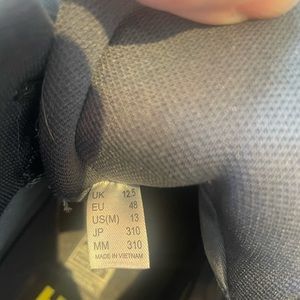 UK 12.5
EU 48
US(M) 13
JP 310
MM 310
MADE IN VIETNAM